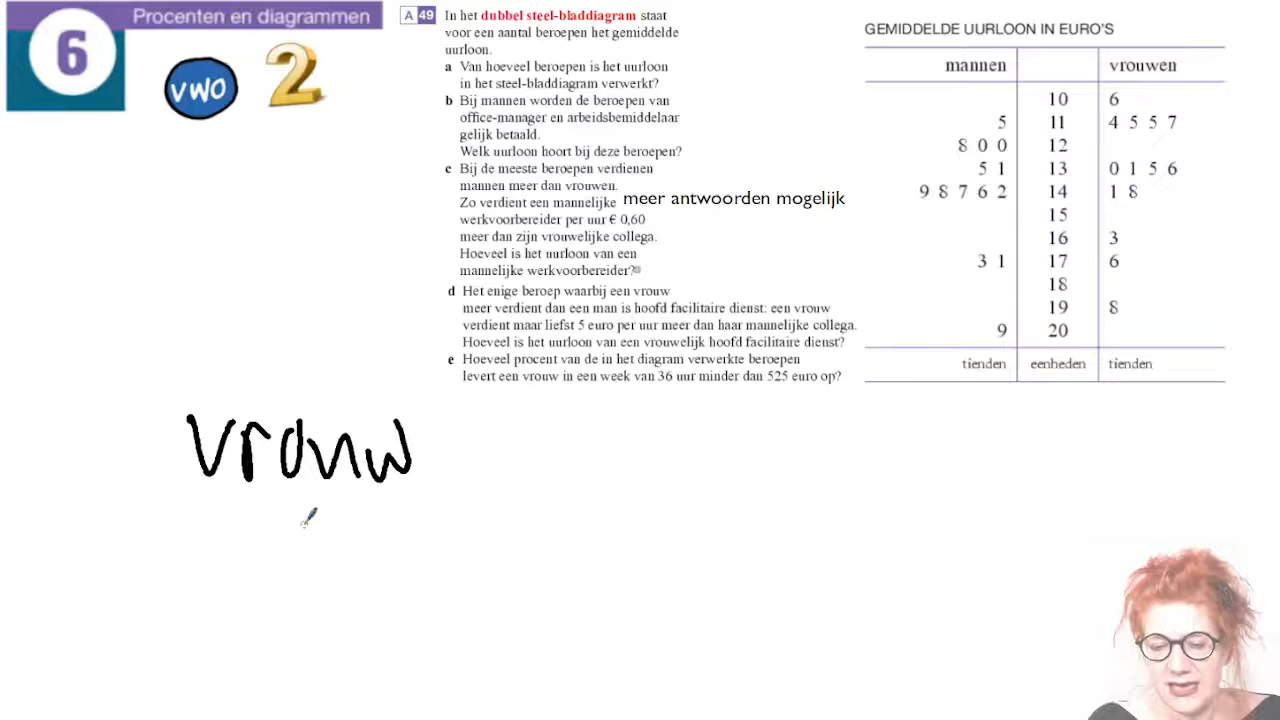 6
Procenten en diagrammen
VWO 2
A 49 In het dubbel steel-bladdiagram staat
voor een aantal beroepen het gemiddelde
uurloon.
a Van hoeveel beroepen is het uurloon
in het steel-bladdiagram verwerkt?
b Bij mannen worden de beroepen van
office-manager en arbeidsbemiddelaar
gelijk betaald.
Welk uurloon hoort bij deze beroepen?
c Bij de meeste beroepen verdienen
mannen meer dan vrouwen.
Zo verdient een mannelijke
werkvoorbereider per uur € 0,60
meer dan zijn vrouwelijke collega.
Hoeveel is het uurloon van een
mannelijke werkvoorbereider?
meer antwoorden mogelijk
d Het enige beroep waarbij een vrouw
meer verdient dan een man is hoofd facilitaire dienst: een vrouw
verdient maar liefst 5 euro per uur meer dan haar mannelijke collega.
Hoeveel is het uurloon van een vrouwelijk hoofd facilitaire dienst?
e Hoeveel procent van de in het diagram verwerkte beroepen
levert een vrouw in een week van 36 uur minder dan 525 euro op?
GEMIDDELDE UURLOON IN EURO'S
mannen vrouwen
10 6
5 11 4 5 5 7
8 0 0 12
5 1 13 0 1 5 6
9 8 7 6 2 14 1 8
15
16 3
3 1 17 6
18
19 8
9 20
tienden eenheden tienden
vrouw